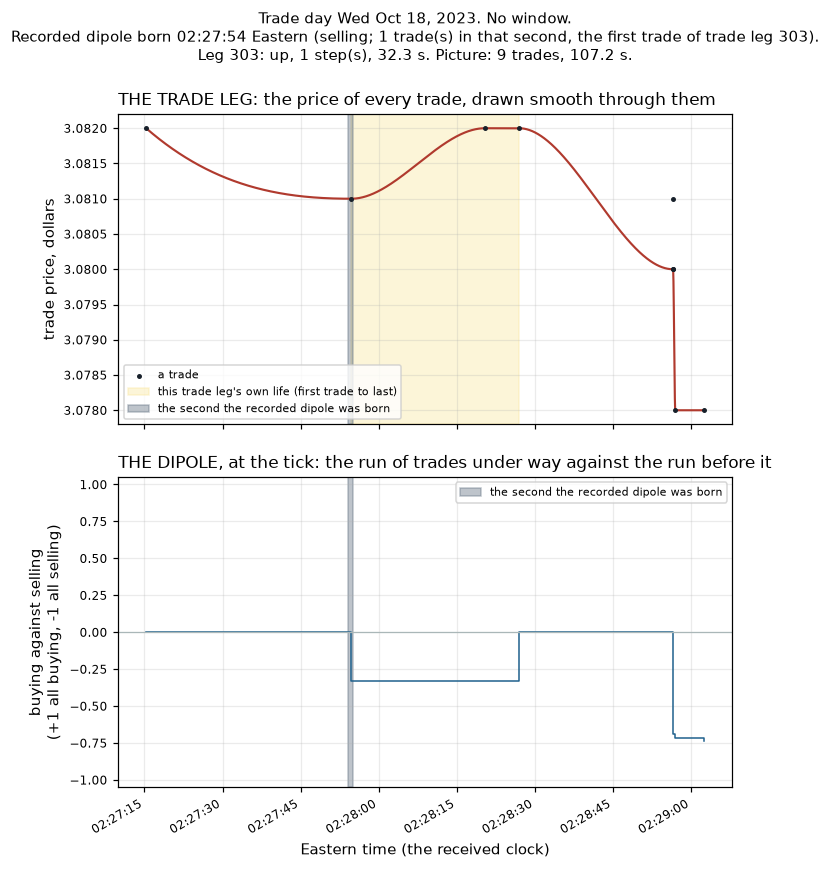 Trade day Wed Oct 18, 2023. No window.
Recorded dipole born 02:27:54 Eastern (selling; 1 trade(s) in that second, the first trade of trade leg 303).
Leg 303: up, 1 step(s), 32.3 s. Picture: 9 trades, 107.2 s.
THE TRADE LEG: the price of every trade, drawn smooth through them
trade price, dollars
3.0820
3.0815
3.0810
3.0805
3.0800
3.0795
3.0790
3.0785
3.0780
a trade
this trade leg's own life (first trade to last)
the second the recorded dipole was born
THE DIPOLE, at the tick: the run of trades under way against the run before it
buying against selling
(+1 all buying, -1 all selling)
1.00
0.75
0.50
0.25
0.00
−0.25
−0.50
−0.75
−1.00
the second the recorded dipole was born
02:27:15
02:27:30
02:27:45
02:28:00
02:28:15
02:28:30
02:28:45
02:29:00
Eastern time (the received clock)